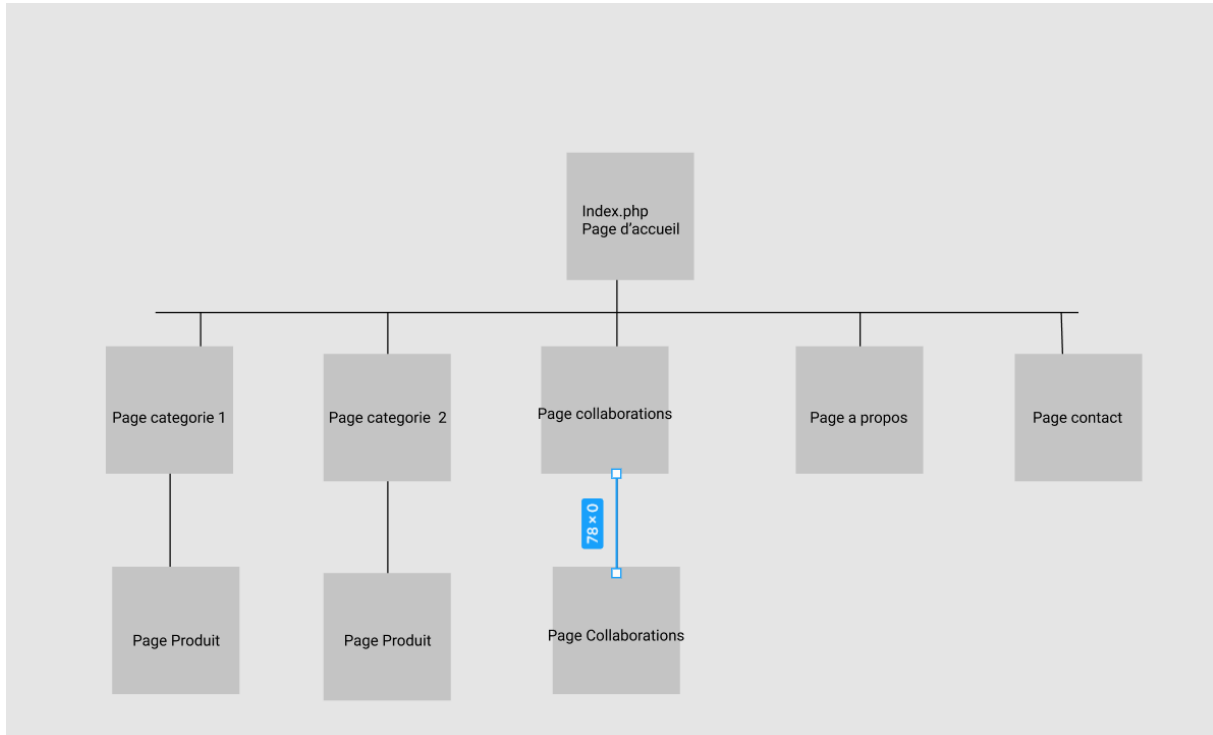 Index.php
Page d'accueil
Page categorie 1
Page categorie 2
Page collaborations
Page a propos
Page contact
78 × 0
Page Produit
Page Produit
Page Collaborations